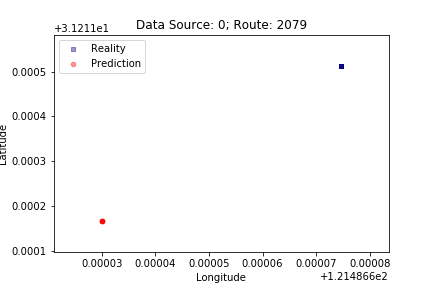 Data Source: 0; Route: 2079
+3.1211e1
Reality
Prediction
Latitude
0.0005
0.0004
0.0003
0.0002
0.0001
0.00003
0.00004
0.00005
0.00006
0.00007
0.00008
Longitude
+1.214866e2